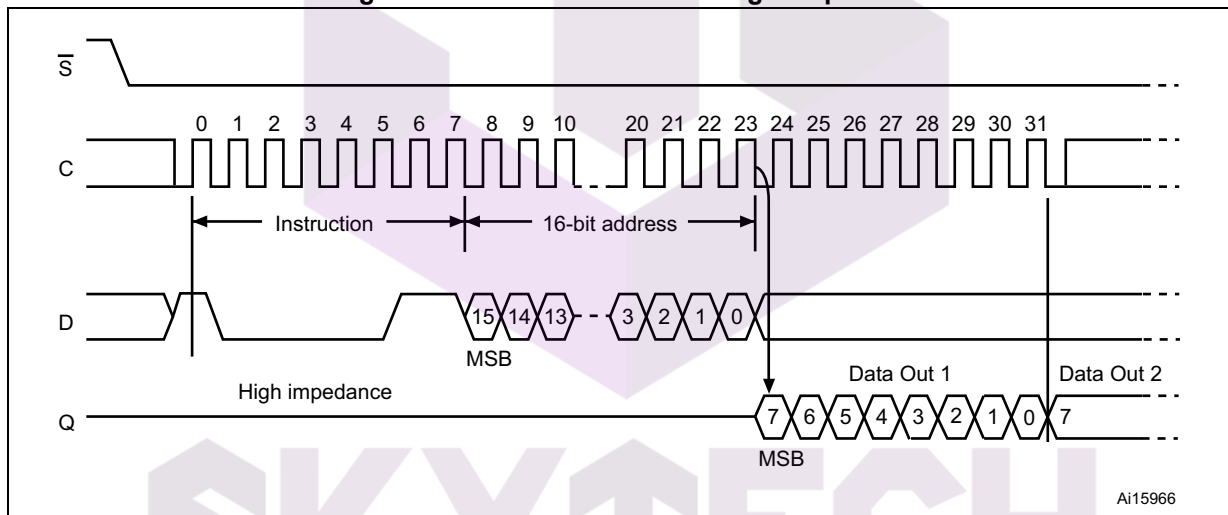 S
0 1 2 3 4 5 6 7 8 9 10 20 21 22 23 24 25 26 27 28 29 30 31
C
Instruction 16-bit address
D 15 14 13 3 2 1 0
MSB
High impedance Data Out 1 Data Out 2
Q 7 6 5 4 3 2 1 0 7
MSB
Ai15966
SKYTECH